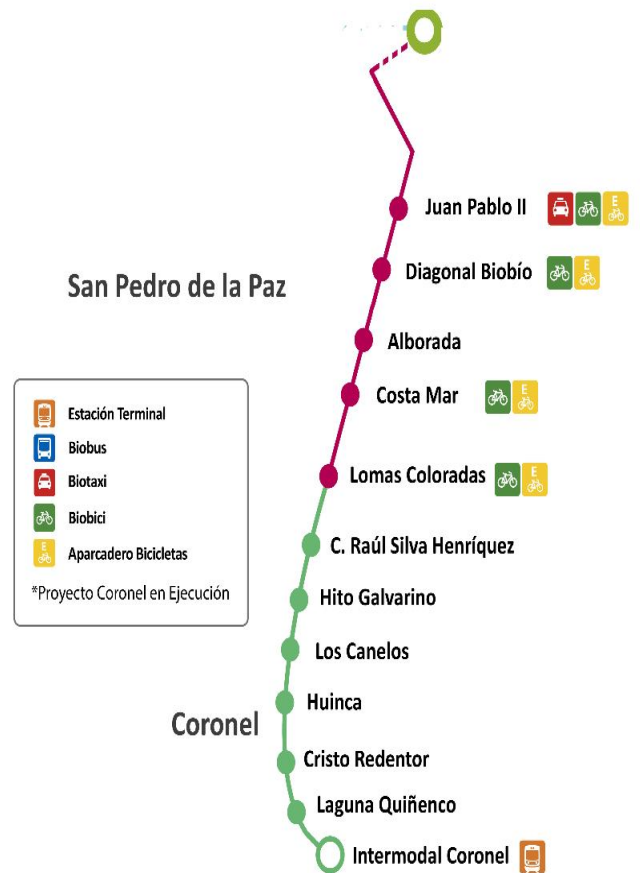 Juan Pablo II
E
Diagonal Biobío
E
San Pedro de la Paz
Alborada
Costa Mar
E
Estación Terminal
Biobus
Biotaxi
Biobici
E
Aparcadero Bicicletas
*Proyecto Coronel en Ejecución
Lomas Coloradas
E
C. Raúl Silva Henríquez
Hito Galvarino
Los Canelos
Huinca
Coronel
Cristo Redentor
Laguna Quiñenco
Intermodal Coronel